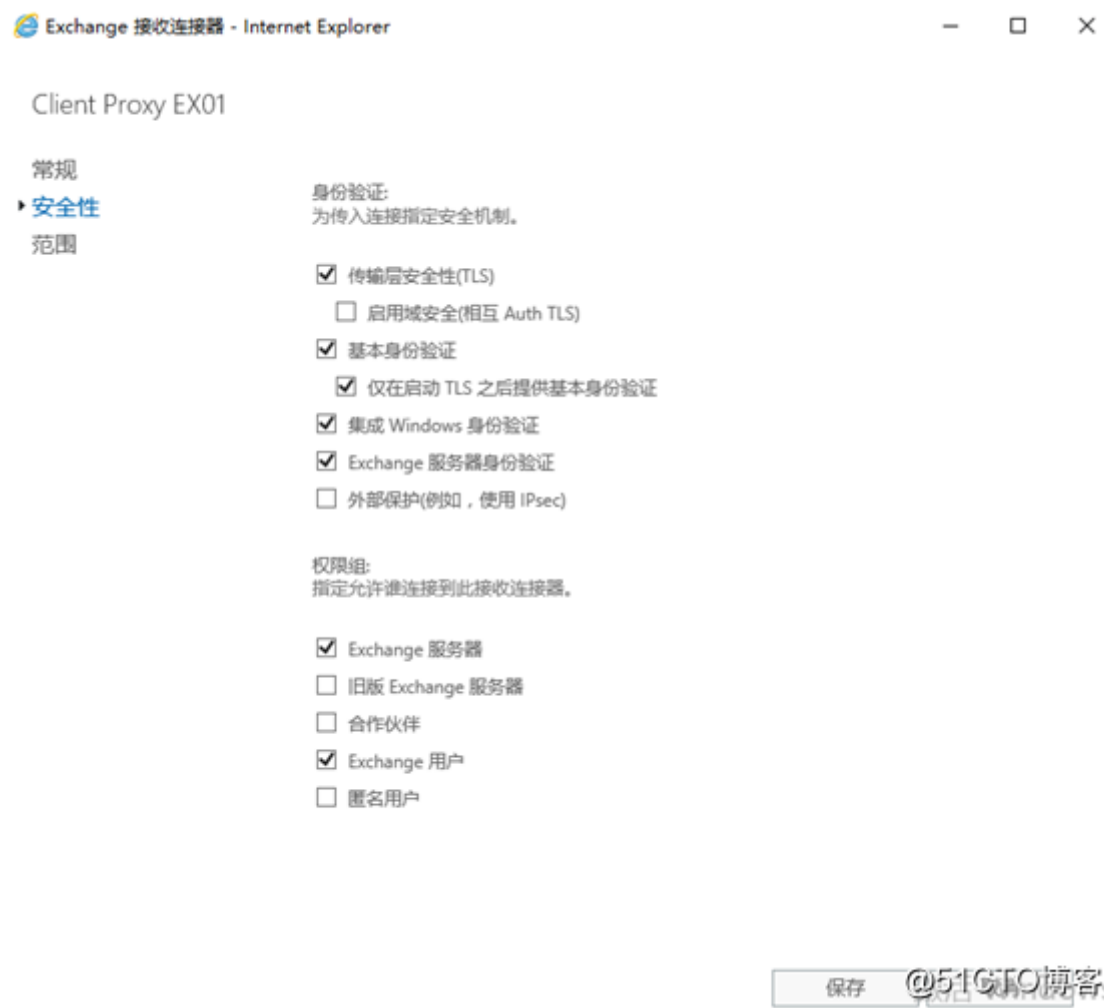 Exchange 接收连接器 - Internet Explorer
Client Proxy EX01
常规
安全性
范围
身份验证:
为传入连接指定安全机制。
传输层安全性(TLS)
启用域安全(相互 Auth TLS)
基本身份验证
仅在启动 TLS 之后提供基本身份验证
集成 Windows 身份验证
Exchange 服务器身份验证
外部保护(例如，使用 IPsec)
权限组:
指定允许谁连接到此接收连接器。
Exchange 服务器
旧版 Exchange 服务器
合作伙伴
Exchange 用户
匿名用户
保存
@51CTO博客